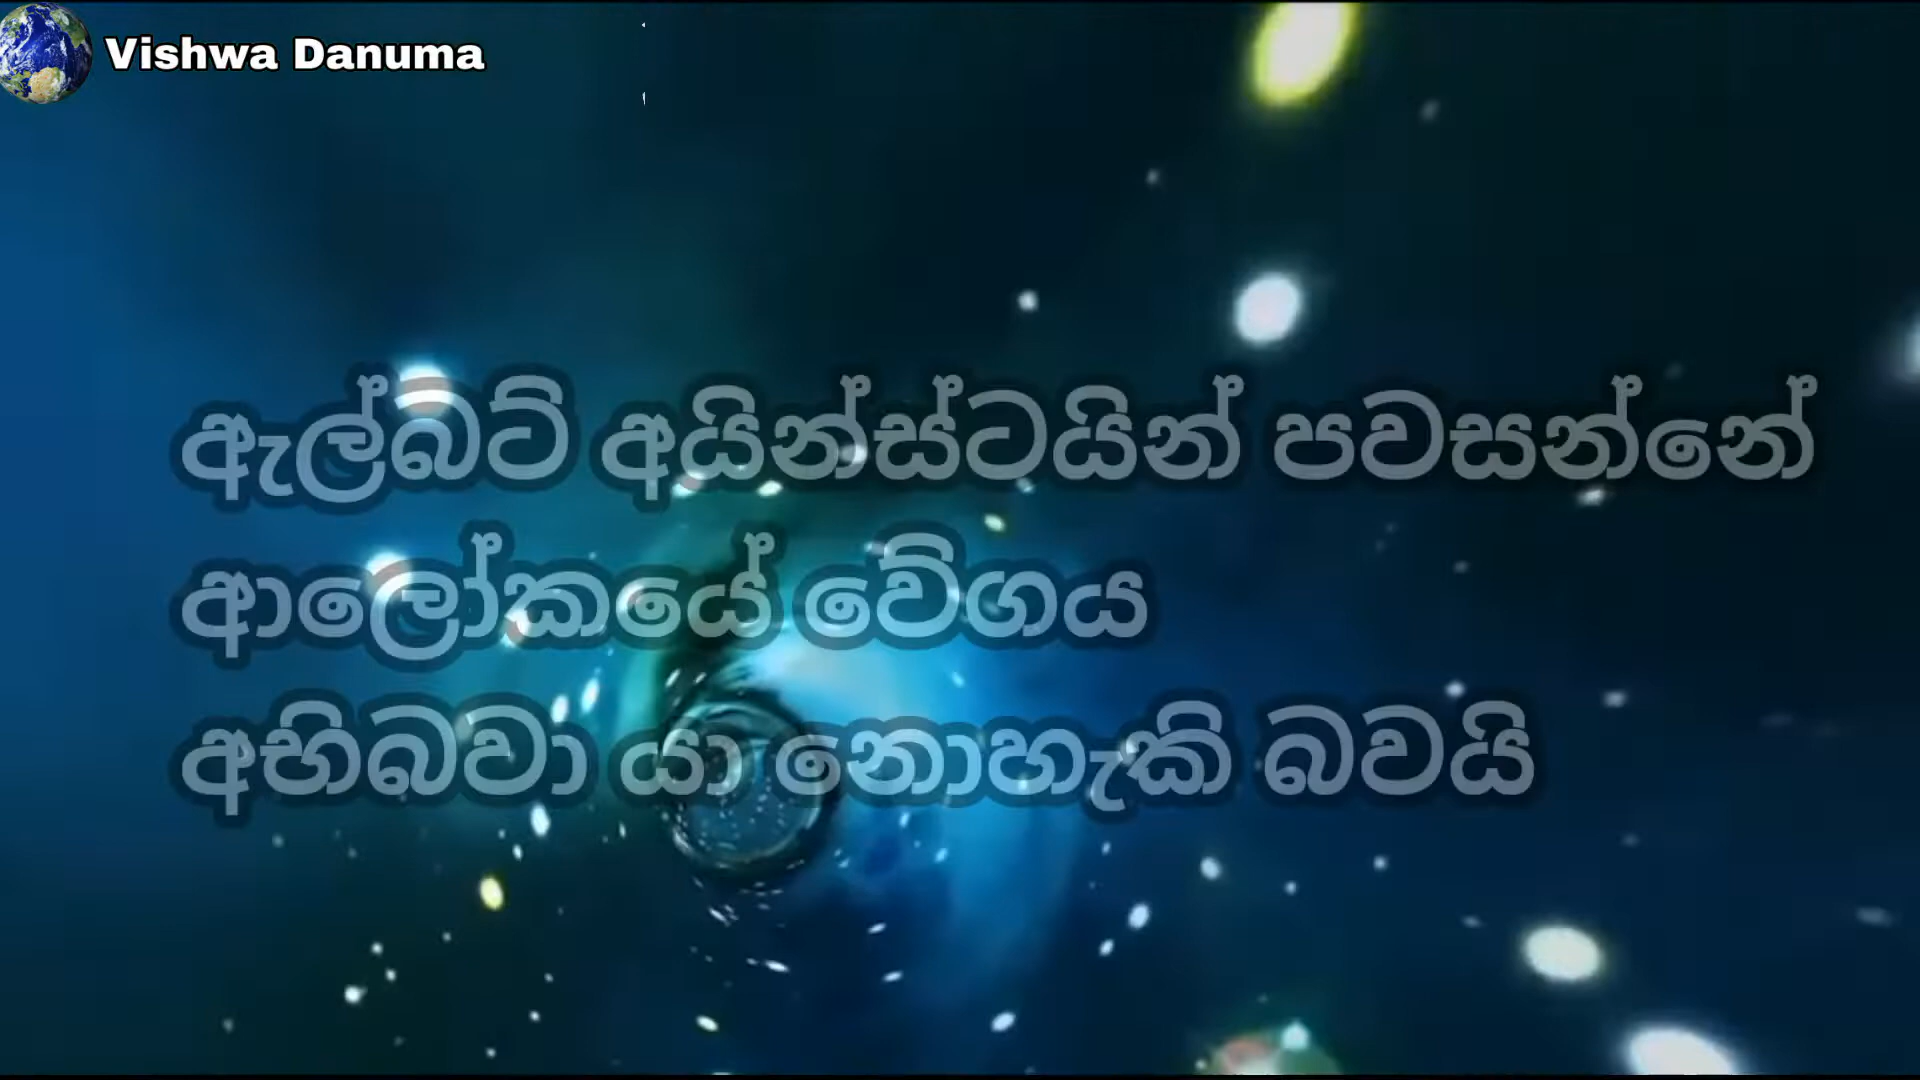 Vishwa Danuma
ඇල්බට් අයින්ස්ටයින් පවසන්නේ
ආලෝකයේ වේගය
අභිබවා යා නොහැකි බවයි